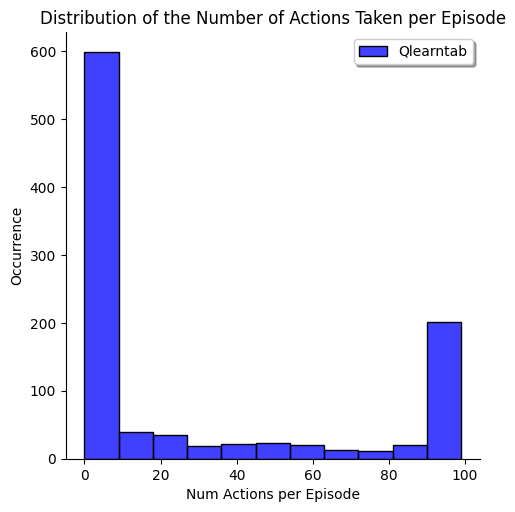 Distribution of the Number of Actions Taken per Episode
Qlearntab
600
500
400
300
200
100
0
Occurrence
0 20 40 60 80 100
Num Actions per Episode